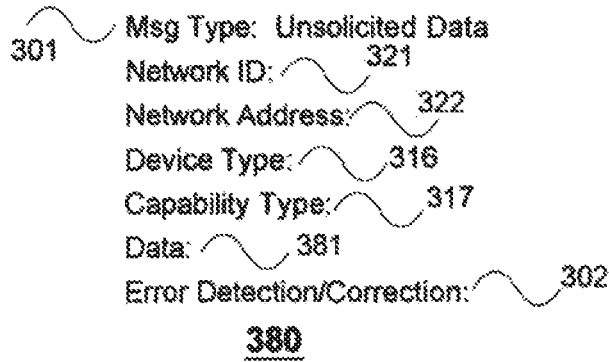 301 Msg Type: Unsolicited Data
Network ID: 321
Network Address: 322
Device Type: 316
Capability Type: 317
Data: 381
Error Detection/Correction: 302
380